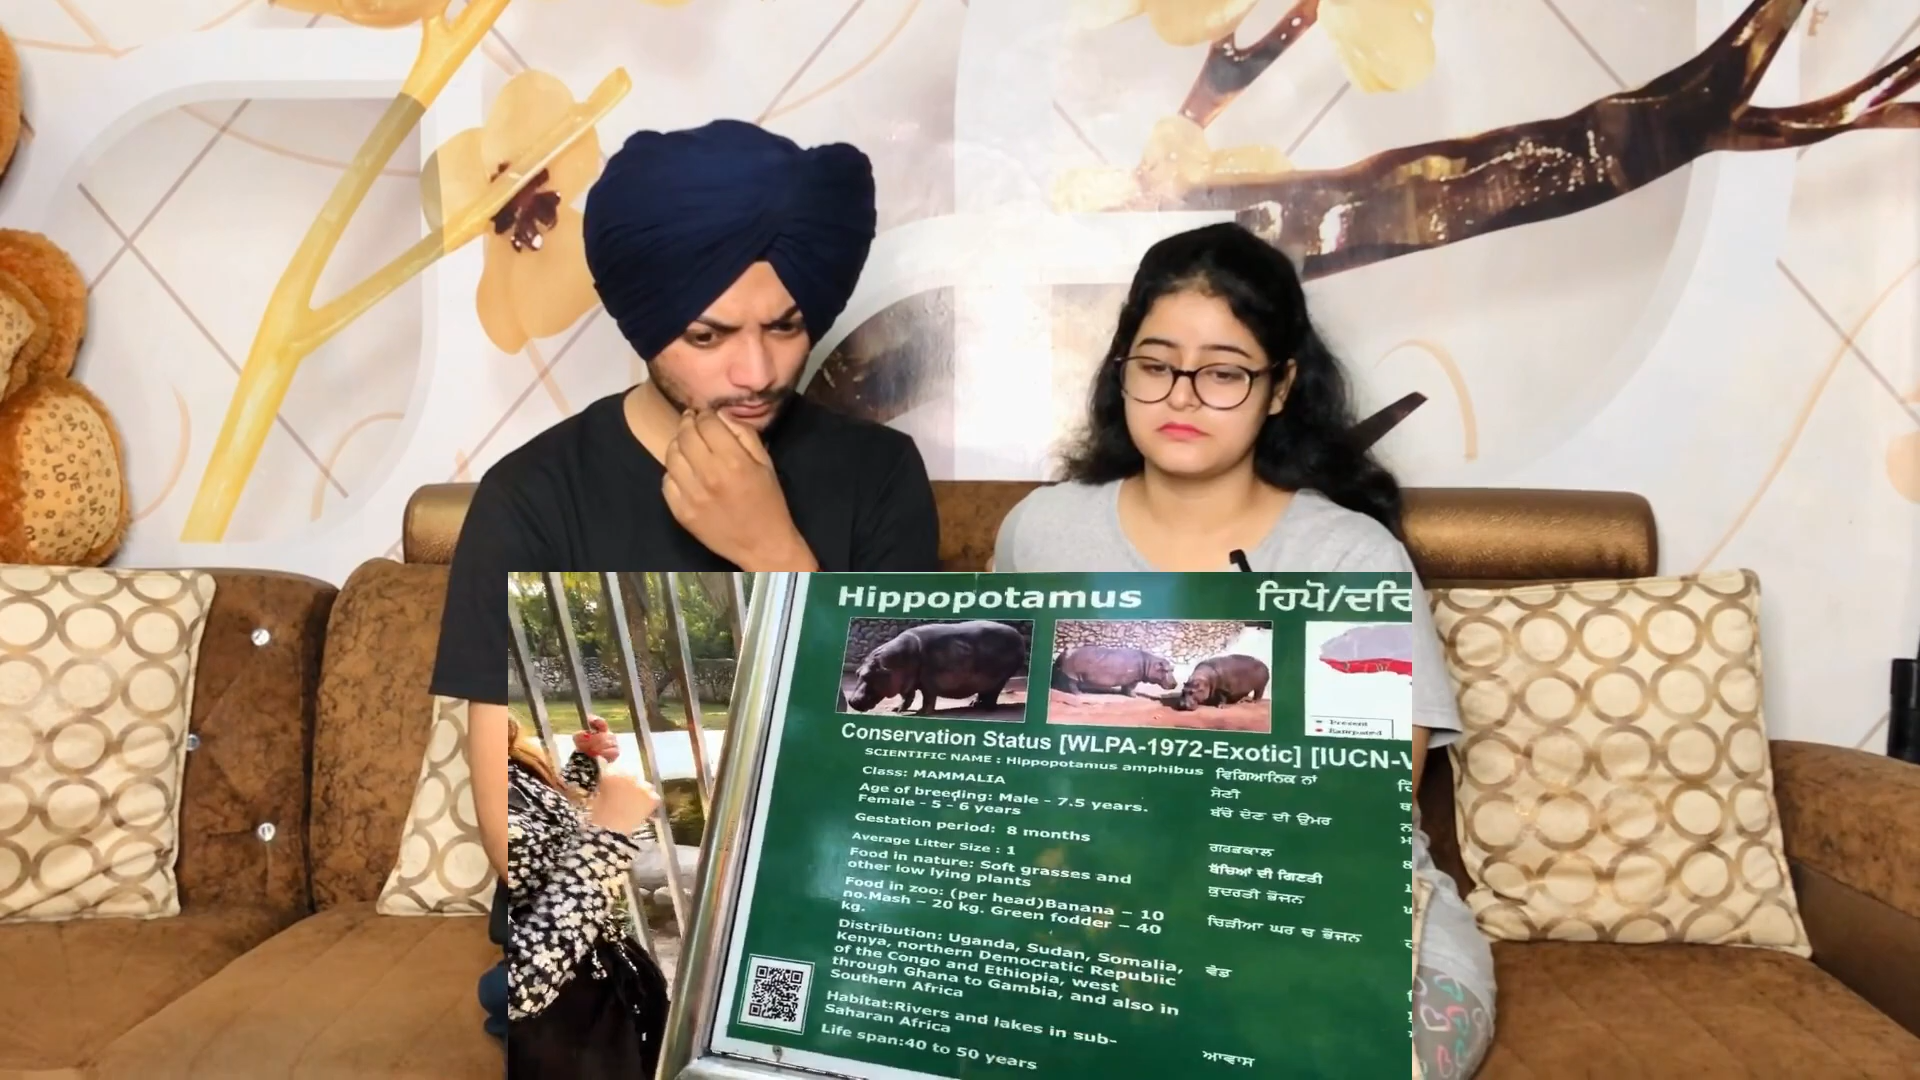 Hippopotamus
ਹਿਪੋ/ਦਰਿ
Present
Conservation Status [WLPA-1972-Exotic] [IUCN-V
SCIENTIFIC NAME : Hippopotamus amphibus
Class: MAMMALIA
Age of breeding: Male - 7.5 years.
Female - 5 - 6 years
Gestation period: 8 months
Average Litter Size : 1
Food in nature: Soft grasses and
other low lying plants
Food in zoo: (per head)Banana – 10
no.Mash – 20 kg. Green fodder – 40
kg.
Distribution: Uganda, Sudan, Somalia,
Kenya, northern Democratic Republic
of the Congo and Ethiopia, west
through Ghana to Gambia, and also in
Southern Africa
Habitat:Rivers and lakes in sub-
Saharan Africa
Life span:40 to 50 years
ਵਿਗਿਆਨਿਕ ਨਾਂ
ਸ਼੍ਰੇਣੀ
ਬੱਚੇ ਦੇਣ ਦੀ ਉਮਰ
ਗਰਭਕਾਲ
ਬੱਚਿਆਂ ਦੀ ਗਿਣਤੀ
ਕੁਦਰਤੀ ਭੋਜਨ
ਚਿੜੀਆ ਘਰ ਚ ਭੋਜਨ
ਵੰਡ
ਆਵਾਸ
LOVE